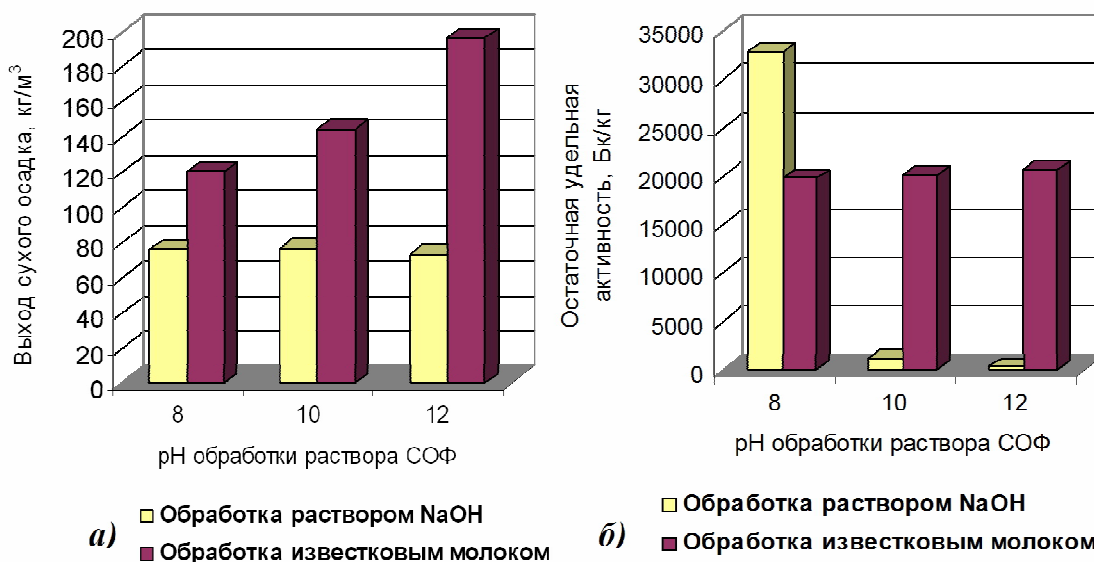 Выход сухого осадка, кг/м³
200
180
160
140
120
100
80
60
40
20
0
8 10 12
pH обработки раствора СОФ
а)
Обработка раствором NaOH
Обработка известковым молоком
Остаточная удельная
активность, Бк/кг
35000
30000
25000
20000
15000
10000
5000
0
8 10 12
pH обработки раствора СОФ
б)
Обработка раствором NaOH
Обработка известковым молоком